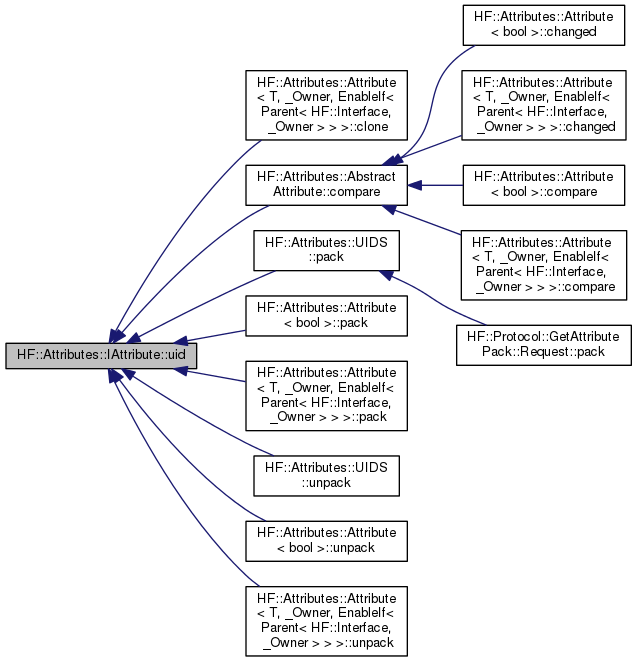 HF::Attributes::IAttribute::uid
HF::Attributes::Attribute
< T, _Owner, EnableIf<
Parent< HF::Interface,
_Owner > > >::clone
HF::Attributes::Abstract
Attribute::compare
HF::Attributes::UIDS
::pack
HF::Attributes::Attribute
< bool >::pack
HF::Attributes::Attribute
< T, _Owner, EnableIf<
Parent< HF::Interface,
_Owner > > >::pack
HF::Attributes::UIDS
::unpack
HF::Attributes::Attribute
< bool >::unpack
HF::Attributes::Attribute
< T, _Owner, EnableIf<
Parent< HF::Interface,
_Owner > > >::unpack
HF::Attributes::Attribute
< bool >::changed
HF::Attributes::Attribute
< T, _Owner, EnableIf<
Parent< HF::Interface,
_Owner > > >::changed
HF::Attributes::Attribute
< bool >::compare
HF::Attributes::Attribute
< T, _Owner, EnableIf<
Parent< HF::Interface,
_Owner > > >::compare
HF::Protocol::GetAttribute
Pack::Request::pack